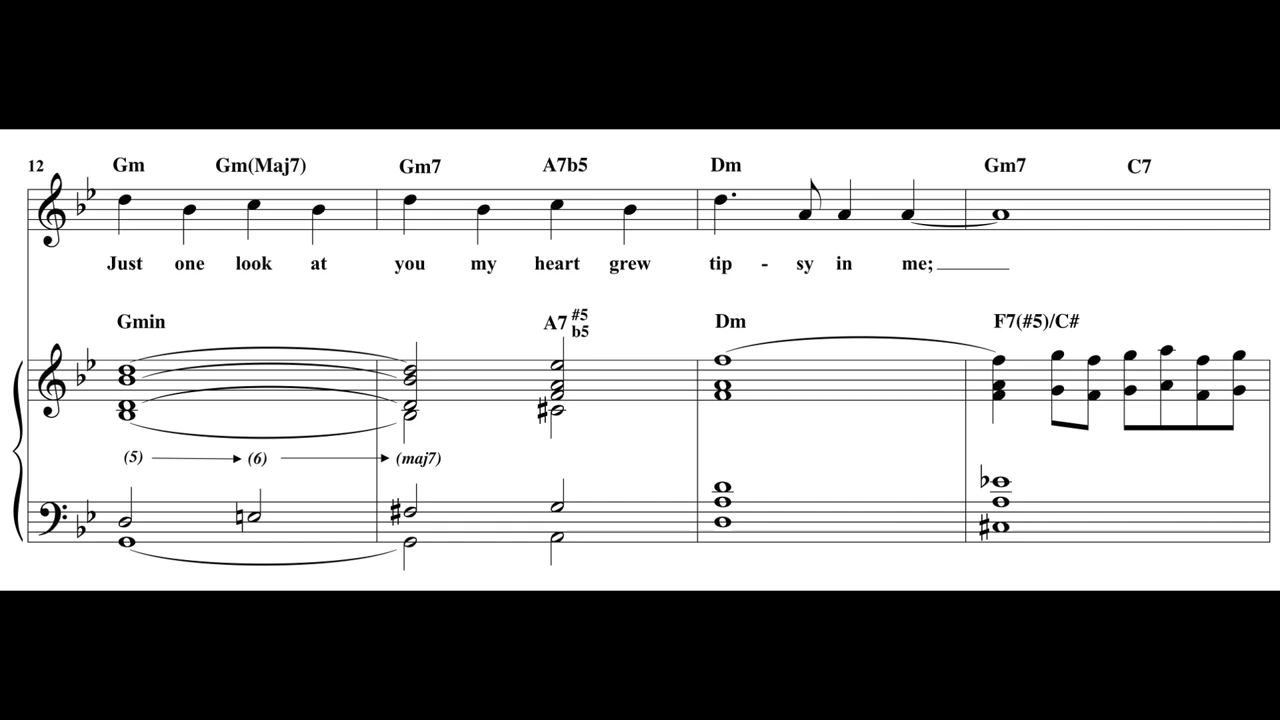 12 Gm Gm(Maj7) Gm7 A7b5 Dm Gm7 C7
Just one look at you my heart grew tip - sy in me;
Gmin A7 #5 b5 Dm F7(#5)/C#
(5) (6) (maj7)